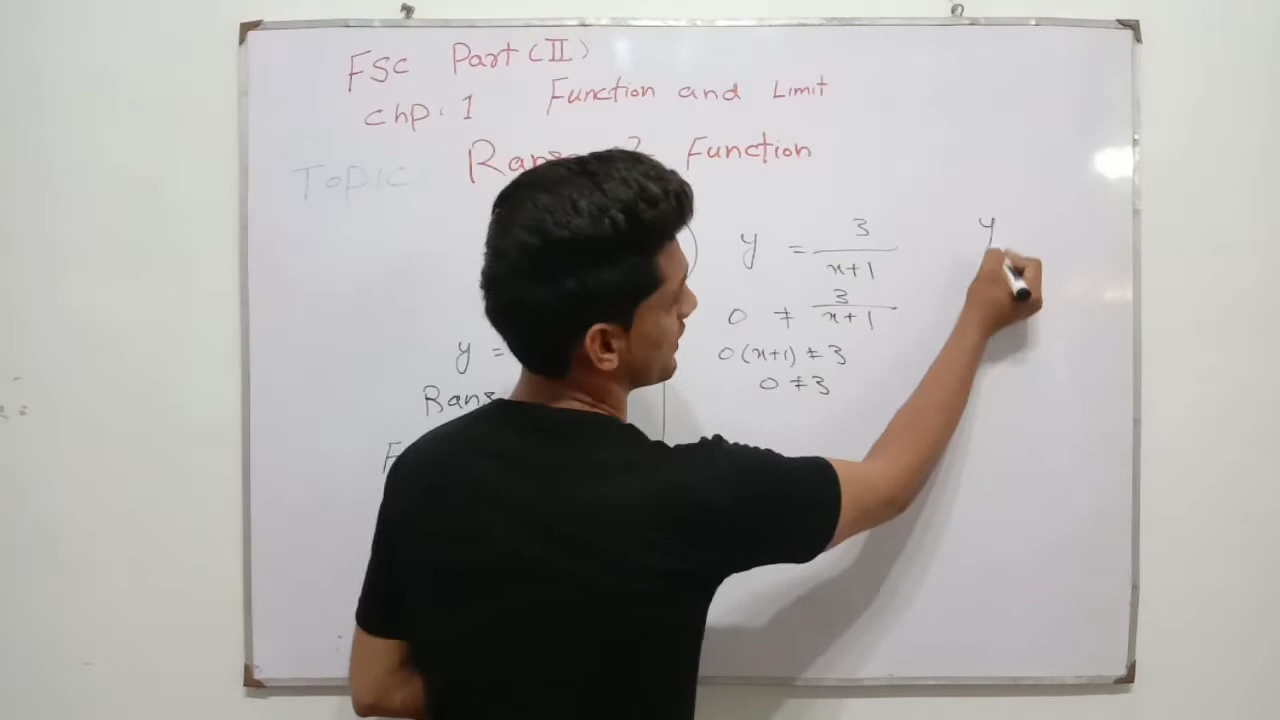 FSc Part (II)
Chp. 1 Function and Limit
Function
TOPIC
y = 3/(x+1)
y
0 ≠ 3/(x+1)
y =
0(x+1) ≠ 3
0 ≠ 3